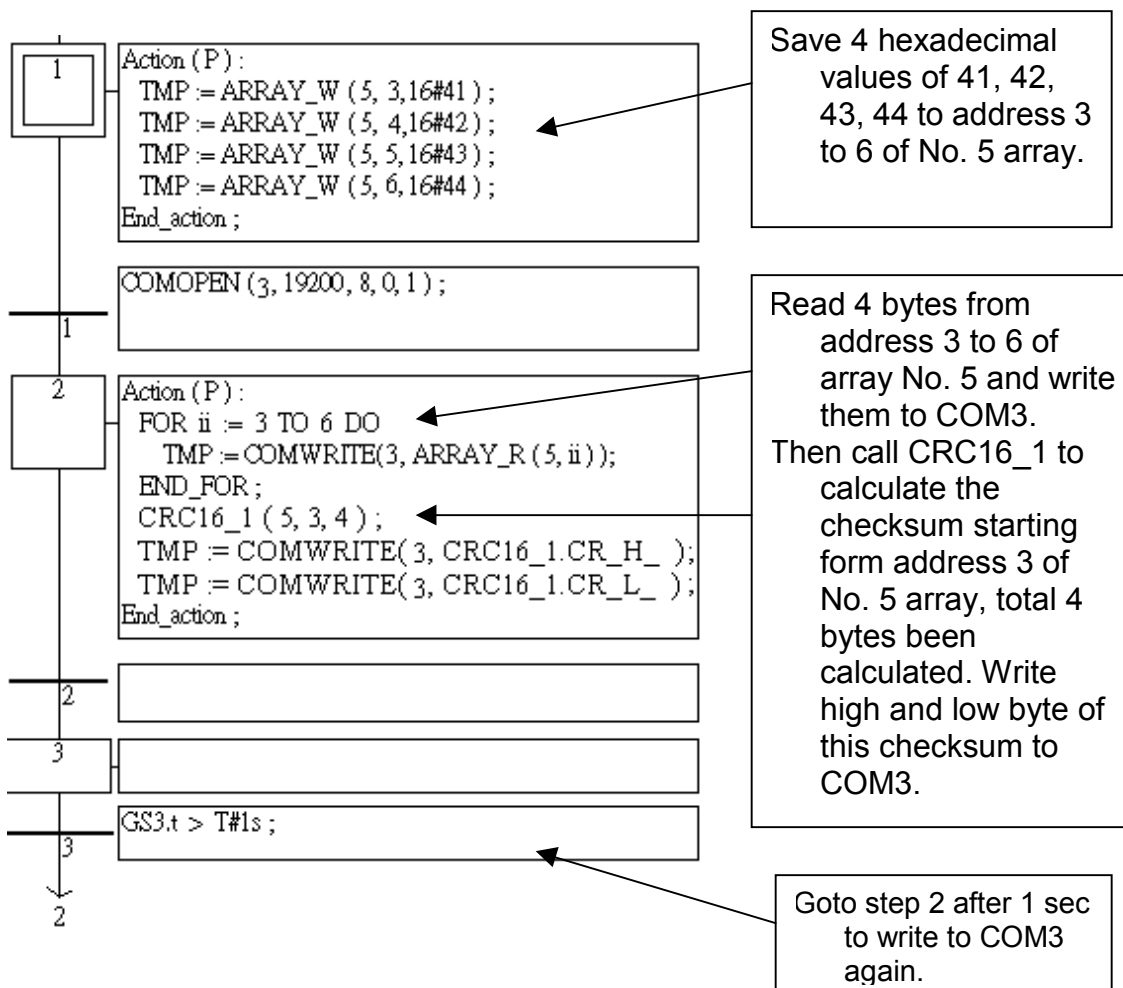 1
Action ( P ) :
TMP := ARRAY_W ( 5, 3,16#41 ) ;
TMP := ARRAY_W ( 5, 4,16#42 ) ;
TMP := ARRAY_W ( 5, 5,16#43 ) ;
TMP := ARRAY_W ( 5, 6,16#44 ) ;
End_action ;
Save 4 hexadecimal
values of 41, 42,
43, 44 to address 3
to 6 of No. 5 array.
COMOPEN ( 3, 19200, 8, 0, 1 ) ;
1
2
Action ( P ) :
FOR ii := 3 TO 6 DO
TMP := COMWRITE(3, ARRAY_R ( 5, ii ) );
END_FOR ;
CRC16_1 ( 5, 3, 4 ) ;
TMP := COMWRITE( 3, CRC16_1.CR_H_ );
TMP := COMWRITE( 3, CRC16_1.CR_L_ );
End_action ;
Read 4 bytes from
address 3 to 6 of
array No. 5 and write
them to COM3.
Then call CRC16_1 to
calculate the
checksum starting
form address 3 of
No. 5 array, total 4
bytes been
calculated. Write
high and low byte of
this checksum to
COM3.
2
3
GS3.t > T#1s ;
3
2
Goto step 2 after 1 sec
to write to COM3
again.